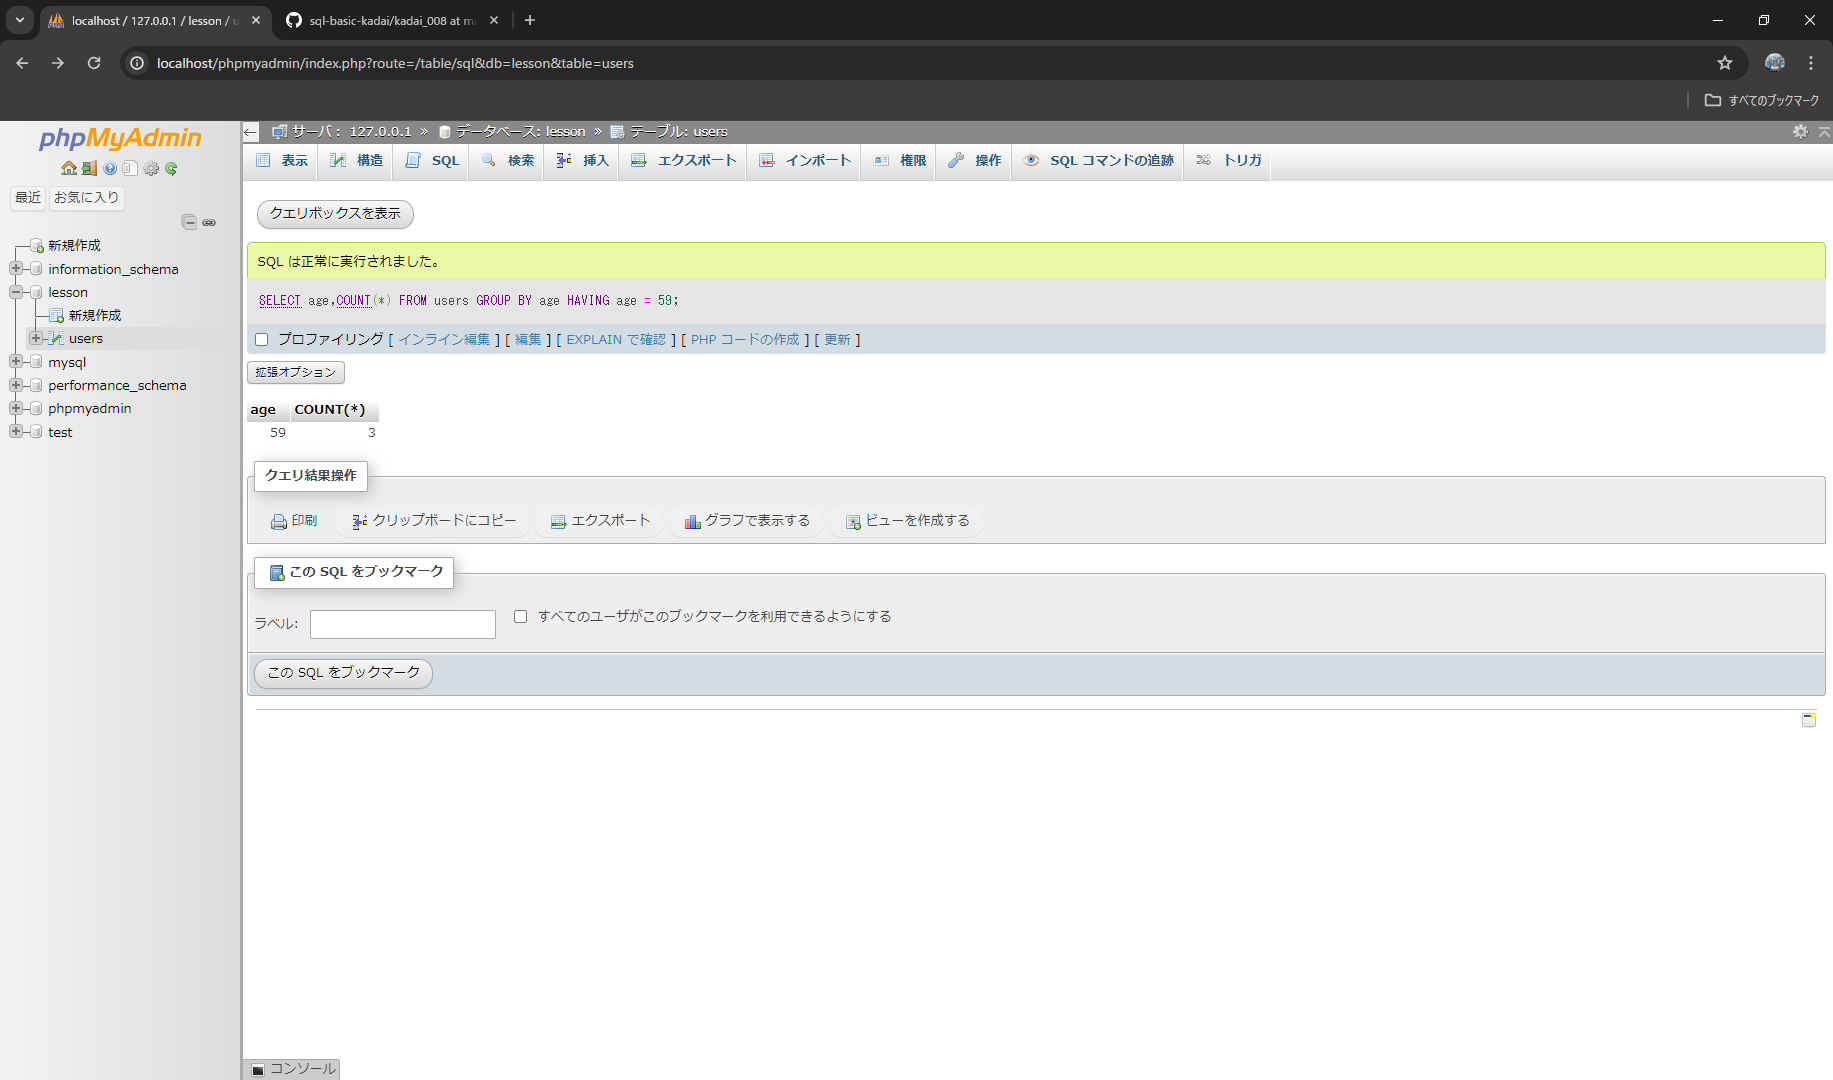 localhost / 127.0.0.1 / lesson / u
sql-basic-kadai/kadai_008 at m
localhost/phpmyadmin/index.php?route=/table/sql&db=lesson&table=users
すべてのブックマーク
phpMyAdmin
最近 お気に入り
新規作成
information_schema
lesson
新規作成
users
mysql
performance_schema
phpmyadmin
test
サーバ: 127.0.0.1 » データベース: lesson » テーブル: users
表示 構造 SQL 検索 挿入 エクスポート インポート 権限 操作 SQL コマンドの追跡 トリガ
クエリボックスを表示
SQL は正常に実行されました。
SELECT age,COUNT(*) FROM users GROUP BY age HAVING age = 59;
プロファイリング [ インライン編集 ] [ 編集 ] [ EXPLAIN で確認 ] [ PHP コードの作成 ] [ 更新 ]
拡張オプション
age COUNT(*)
59 3
クエリ結果操作
印刷 クリップボードにコピー エクスポート グラフで表示する ビューを作成する
この SQL をブックマーク
ラベル: すべてのユーザがこのブックマークを利用できるようにする
この SQL をブックマーク
コンソール